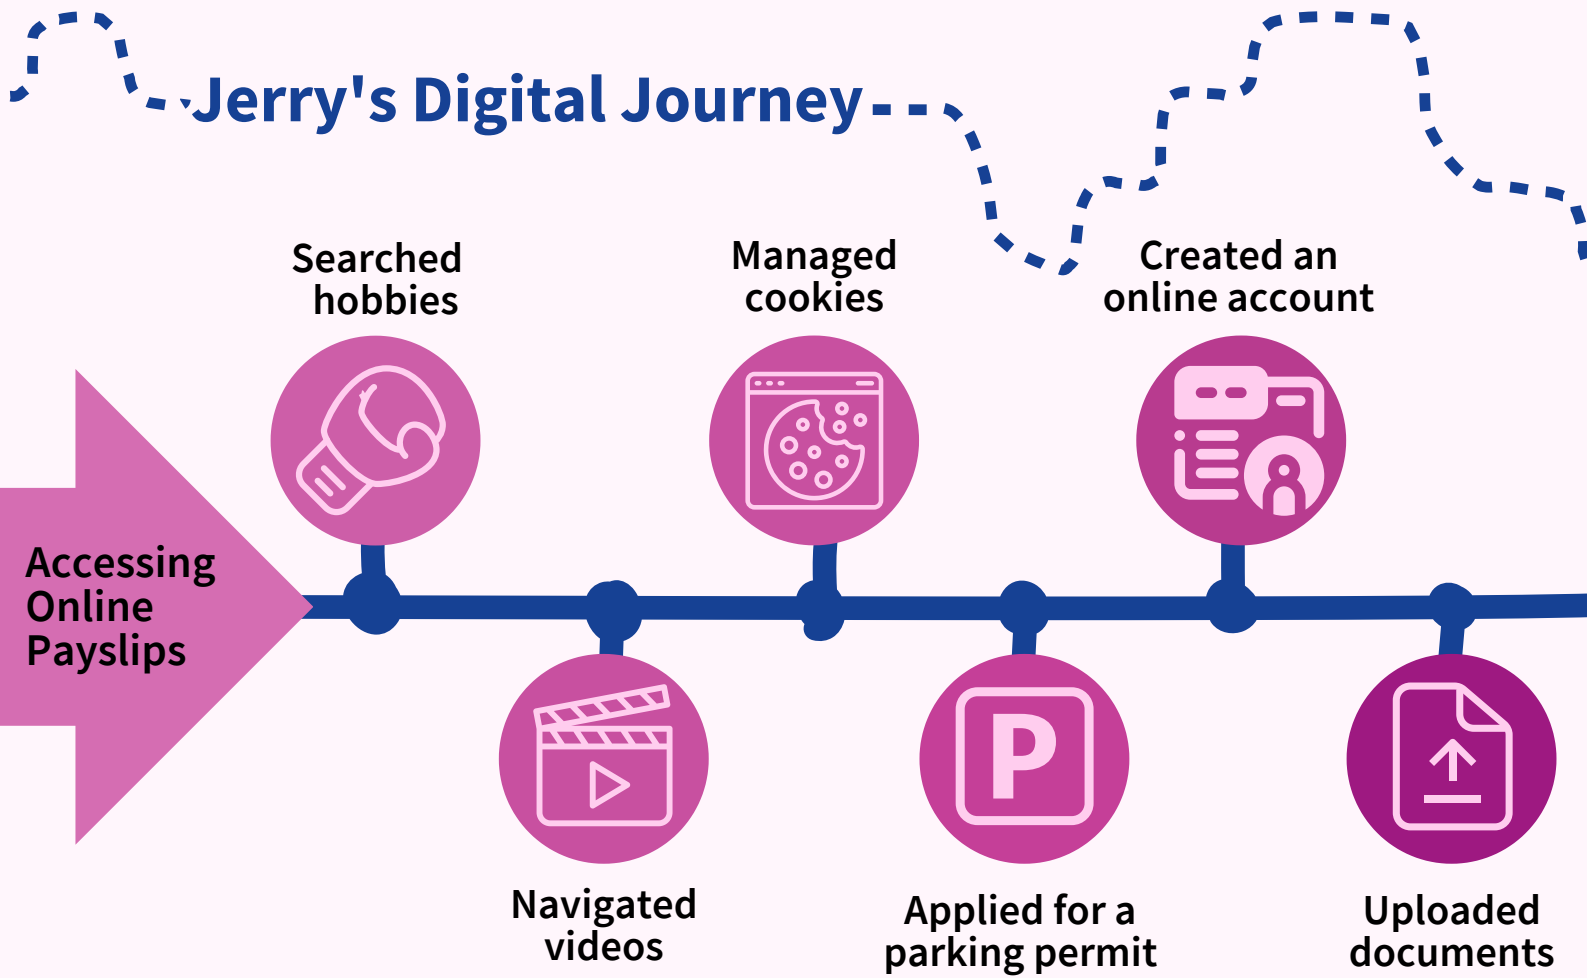 Jerry's Digital Journey
Searched
hobbies
Managed
cookies
Created an
online account
Accessing
Online
Payslips
P
Navigated
videos
Applied for a
parking permit
Uploaded
documents